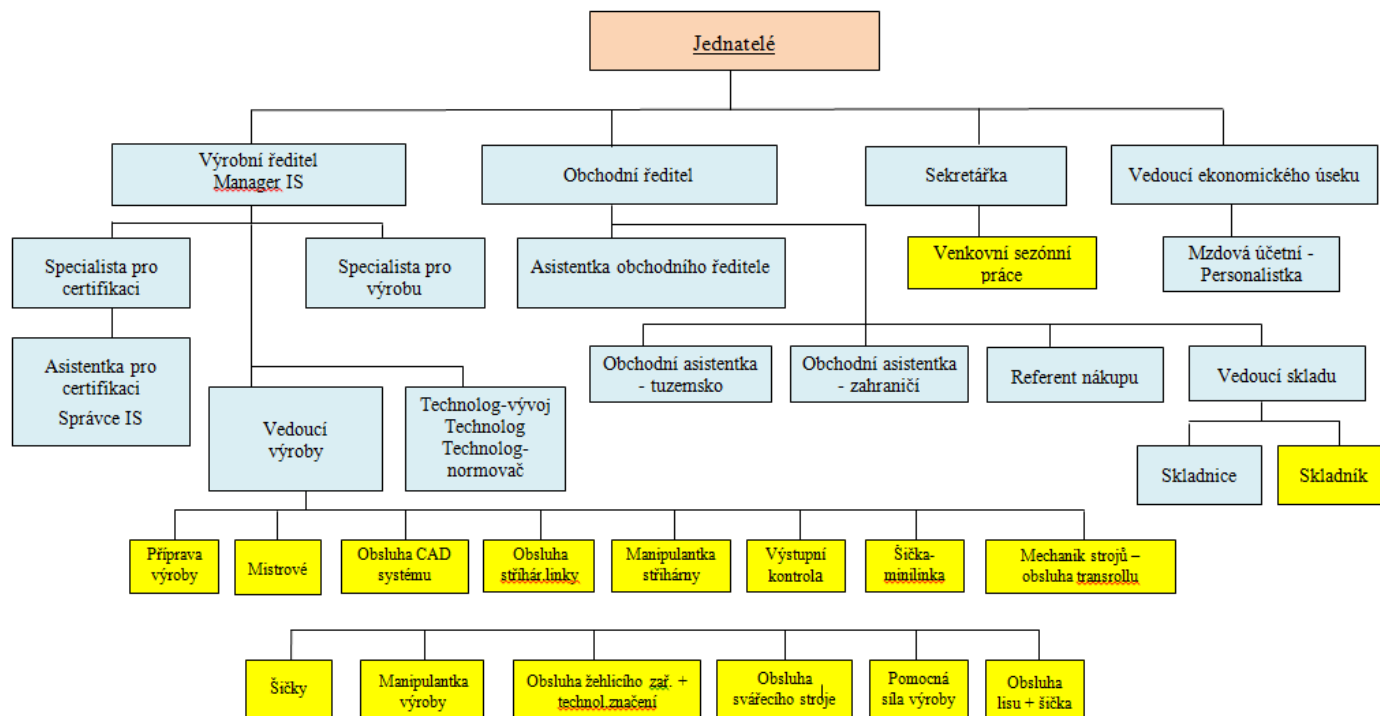 Jednatelé
Výrobní ředitel
Manager IS
Obchodní ředitel
Sekretářka
Vedoucí ekonomického úseku
Specialista pro
certifikaci
Specialista pro
výrobu
Asistentka obchodního ředitele
Venkovní sezónní
práce
Mzdová účetní -
Personalistka
Asistentka pro
certifikaci
Správce IS
Vedoucí
výroby
Technolog-vývoj
Technolog
Technolog-
normovač
Obchodní asistentka
- tuzemsko
Obchodní asistentka
- zahraničí
Referent nákupu
Vedoucí skladu
Skladnice
Skladník
Příprava
výroby
Mistrové
Obsluha CAD
systému
Obsluha
střihár.linky
Manipulantka
střihárny
Výstupní
kontrola
Šička-
minilinka
Mechanik strojů –
obsluha transrollu
Šičky
Manipulantka
výroby
Obsluha žehlicího zař. +
technol.značení
Obsluha
svářecího stroje
Pomocná
síla výroby
Obsluha
lisu + šička